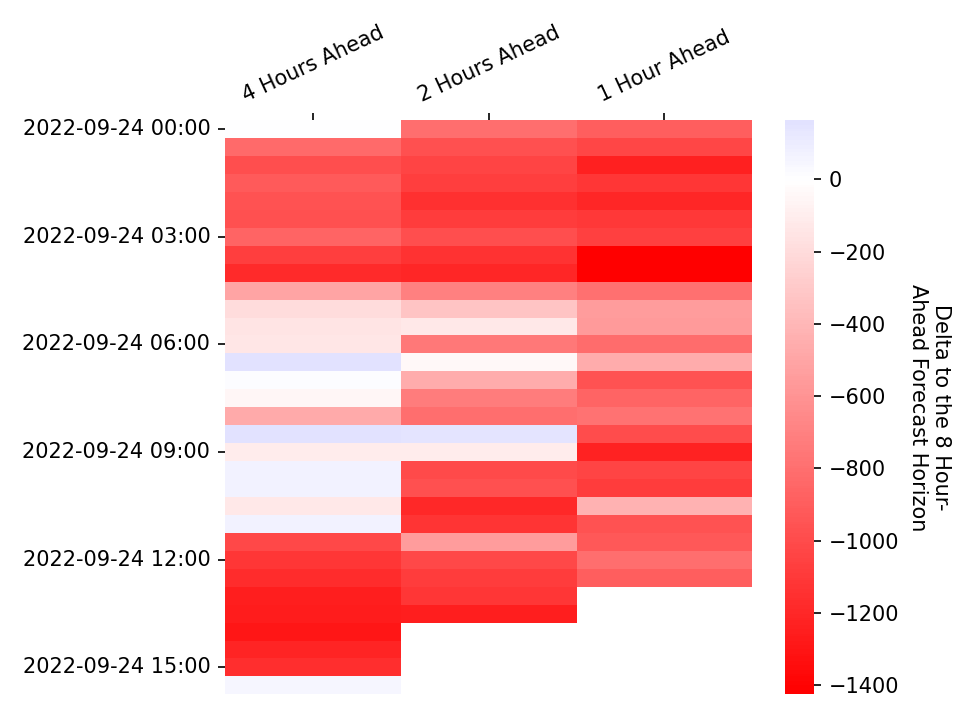 4 Hours Ahead
2 Hours Ahead
1 Hour Ahead
2022-09-24 00:00
2022-09-24 03:00
2022-09-24 06:00
2022-09-24 09:00
2022-09-24 12:00
2022-09-24 15:00
0
−200
−400
−600
−800
−1000
−1200
−1400
Delta to the 8 Hour-
Ahead Forecast Horizon